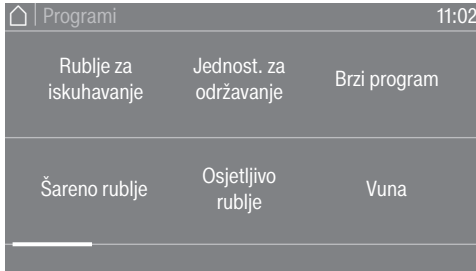 Programi 11:02
Rublje za
iskuhavanje
Jednost. za
održavanje
Brzi program
Šareno rublje
Osjetljivo
rublje
Vuna